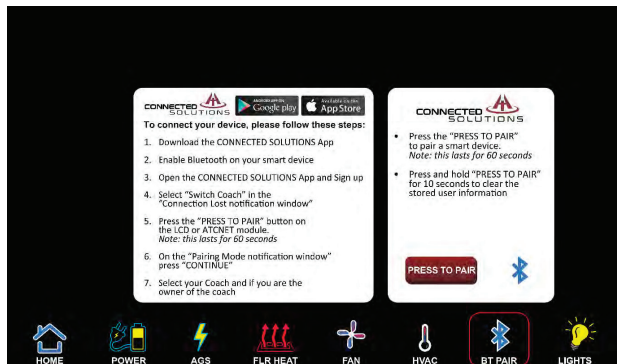 CONNECTED
SOLUTIONS
ANDROID APP ON
Google play
Available on the
App Store
To connect your device, please follow these steps:
1. Download the CONNECTED SOLUTIONS App
2. Enable Bluetooth on your smart device
3. Open the CONNECTED SOLUTIONS App and Sign up
4. Select “Switch Coach” in the
“Connection Lost notification window”
5. Press the “PRESS TO PAIR” button on
the LCD or ATCNET module.
Note: this lasts for 60 seconds
6. On the “Pairing Mode notification window”
press “CONTINUE”
7. Select your Coach and if you are the
owner of the coach
CONNECTED
SOLUTIONS
• Press the “PRESS TO PAIR”
to pair a smart device.
Note: this lasts for 60 seconds
• Press and hold “PRESS TO PAIR”
for 10 seconds to clear the
stored user information
PRESS TO PAIR
HOME
POWER
AGS
FLR HEAT
FAN
HVAC
BT PAIR
LIGHTS